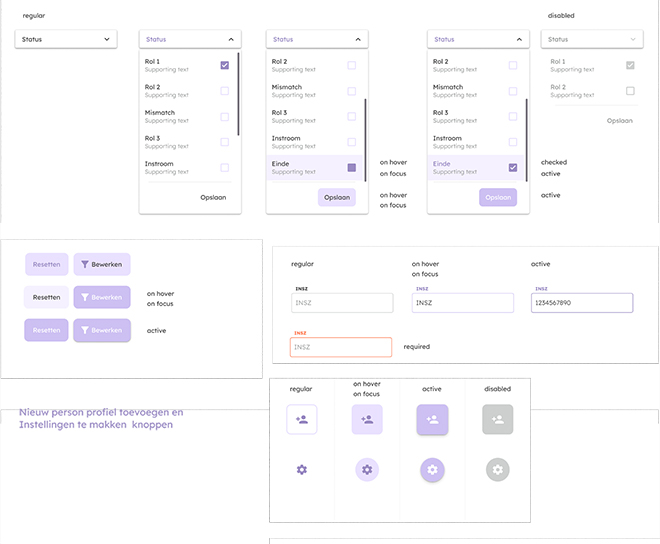 regular
disabled
Status
Status
Status
Status
Status
Rol 1
Supporting text
Rol 2
Supporting text
Mismatch
Supporting text
Rol 3
Supporting text
Instroom
Supporting text
Opslaan
Rol 2
Supporting text
Mismatch
Supporting text
Rol 3
Supporting text
Instroom
Supporting text
Einde
Supporting text
Opslaan
on hover
on focus
on hover
on focus
Rol 2
Supporting text
Mismatch
Supporting text
Rol 3
Supporting text
Instroom
Supporting text
Einde
Supporting text
Opslaan
checked
active
active
Rol 1
Supporting text
Rol 2
Supporting text
Opslaan
Resetten Bewerken
Resetten Bewerken
on hover
on focus
Resetten Bewerken
active
regular
on hover
on focus
active
INSZ
INSZ
INSZ
INSZ
INSZ
1234567890
INSZ
INSZ
required
Nieuw person profiel toevoegen en
Instellingen te makken knoppen
regular
on hover
on focus
active
disabled